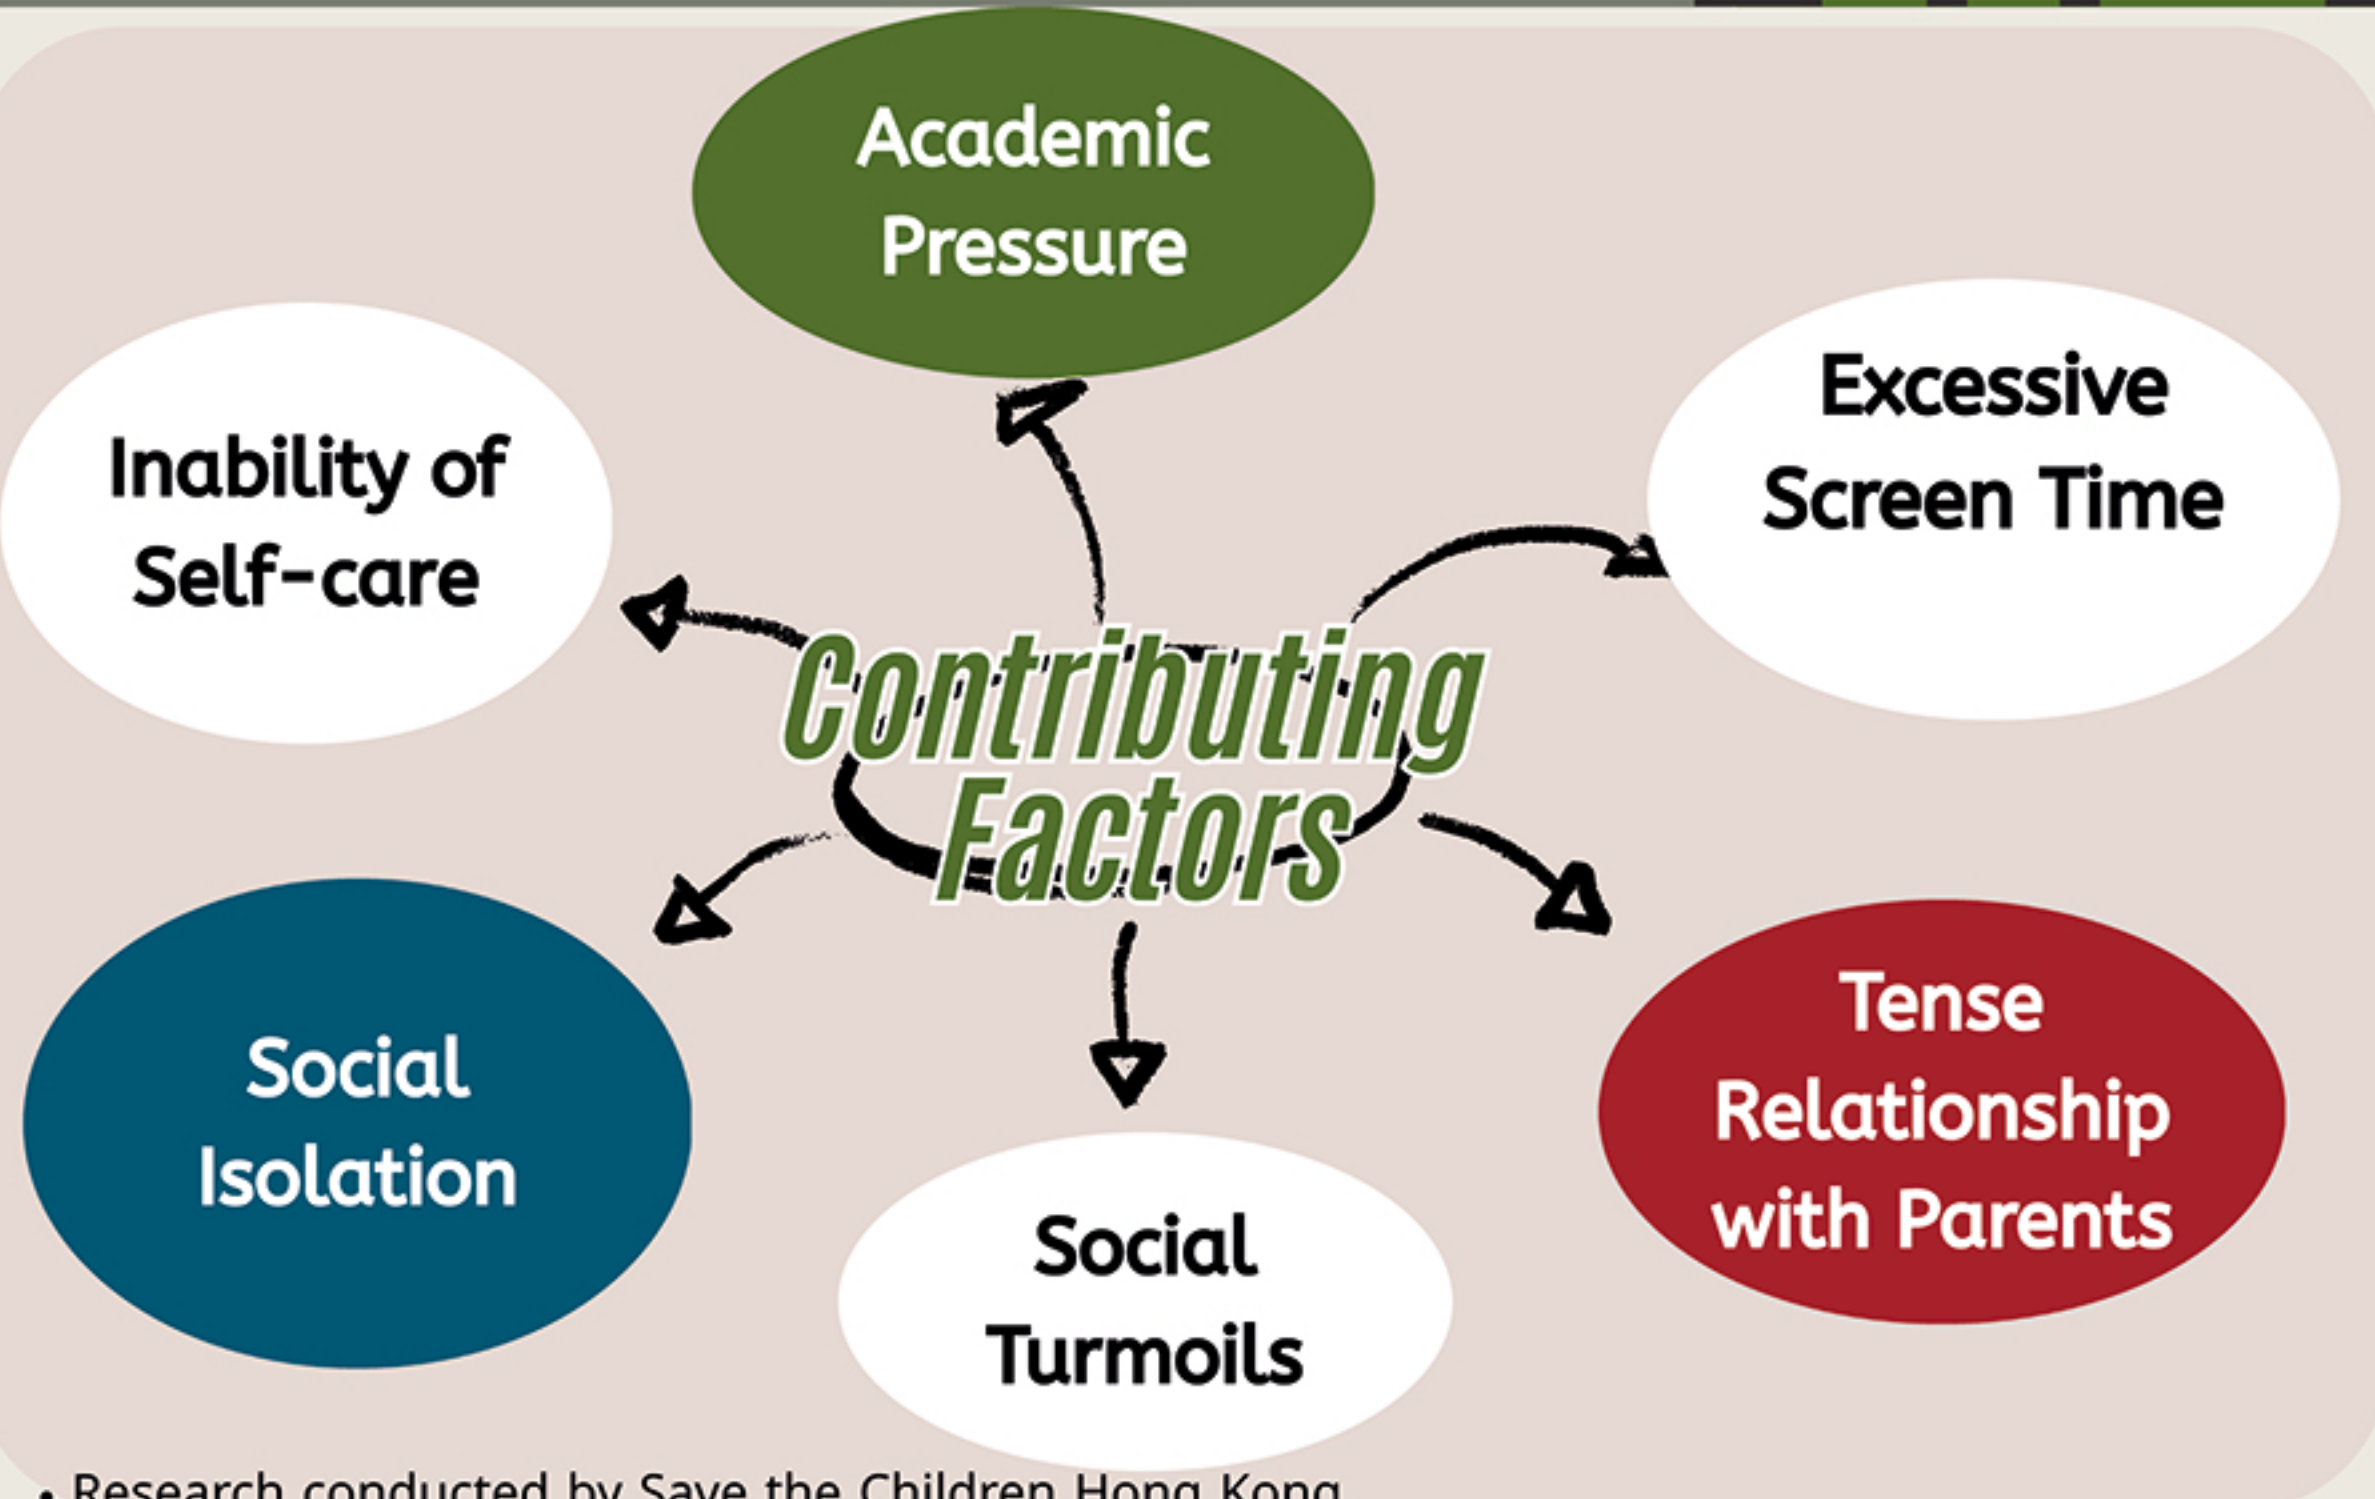 Academic
Pressure
Excessive
Screen Time
Inability of
Self-care
Contributing
Factors
Tense
Relationship
with Parents
Social
Isolation
Social
Turmoils
• Research conducted by Save the Children Hong Kong